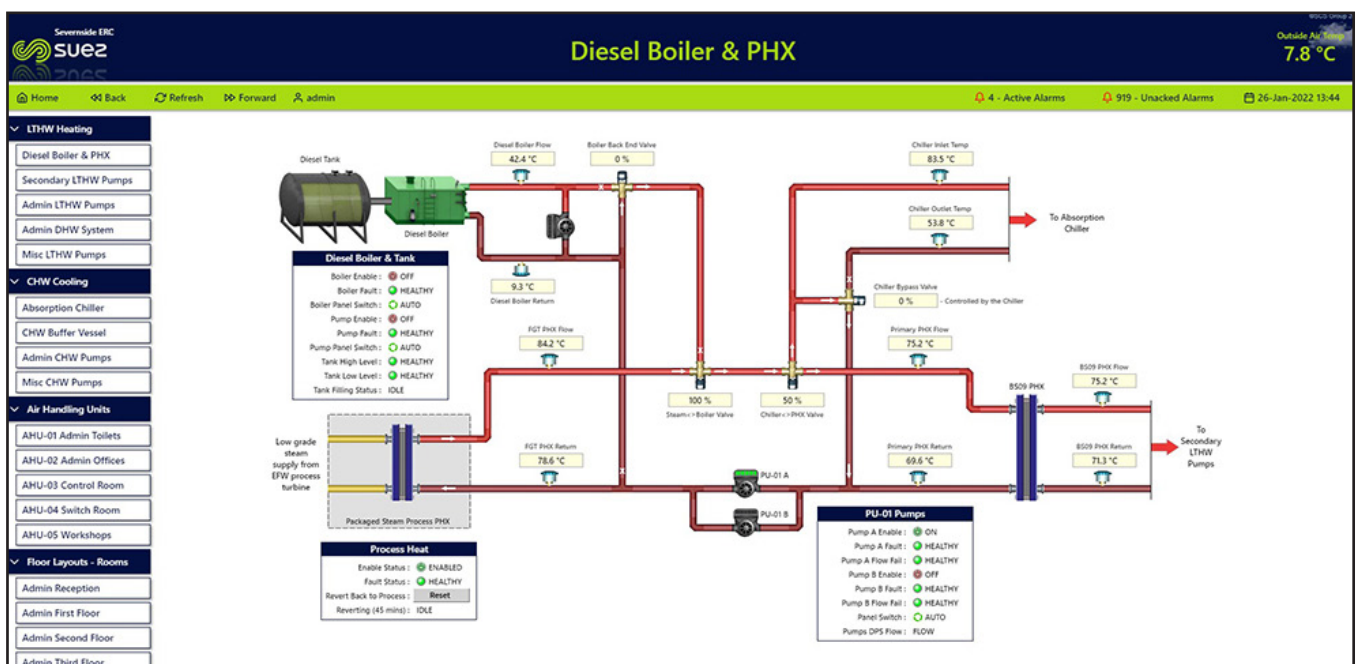 WSCG Group 2
Severnside ERC
suez
Diesel Boiler & PHX
Outside Air Temp
7.8 °C
Home
Back
Refresh
Forward
admin
4 - Active Alarms
919 - Unacked Alarms
26-Jan-2022 13:44
LTHW Heating
Diesel Boiler & PHX
Secondary LTHW Pumps
Admin LTHW Pumps
Admin DHW System
Misc LTHW Pumps
CHW Cooling
Absorption Chiller
CHW Buffer Vessel
Admin CHW Pumps
Misc CHW Pumps
Air Handling Units
AHU-01 Admin Toilets
AHU-02 Admin Offices
AHU-03 Control Room
AHU-04 Switch Room
AHU-05 Workshops
Floor Layouts - Rooms
Admin Reception
Admin First Floor
Admin Second Floor
Admin Third Floor
Diesel Tank
Diesel Boiler
Diesel Boiler Flow
42.4 °C
Boiler Back End Valve
0 %
Chiller Inlet Temp
83.5 °C
Chiller Outlet Temp
53.8 °C
To Absorption
Chiller
Diesel Boiler & Tank
Boiler Enable : OFF
Boiler Fault : HEALTHY
Boiler Panel Switch : AUTO
Pump Enable : OFF
Pump Fault : HEALTHY
Pump Panel Switch : AUTO
Tank High Level : HEALTHY
Tank Low Level : HEALTHY
Tank Filling Status : IDLE
9.3 °C
Diesel Boiler Return
Chiller Bypass Valve
0 % - Controlled by the Chiller
FGT PHX Flow
84.2 °C
Primary PHX Flow
75.2 °C
BS09 PHX Flow
75.2 °C
BS09 PHX
100 %
Steam<>Boiler Valve
50 %
Chiller<>PHX Valve
Low grade
steam
supply from
EFW process
turbine
FGT PHX Return
78.6 °C
Primary PHX Return
69.6 °C
BS09 PHX Return
71.3 °C
To
Secondary
LTHW
Pumps
PU-01 A
PU-01 B
Packaged Steam Process PHX
Process Heat
Enable Status : ENABLED
Fault Status : HEALTHY
Revert Back to Process : Reset
Reverting (45 mins) : IDLE
PU-01 Pumps
Pump A Enable : ON
Pump A Fault : HEALTHY
Pump A Flow Fail : HEALTHY
Pump B Enable : OFF
Pump B Fault : HEALTHY
Pump B Flow Fail : HEALTHY
Panel Switch : AUTO
Pumps DPS Flow : FLOW